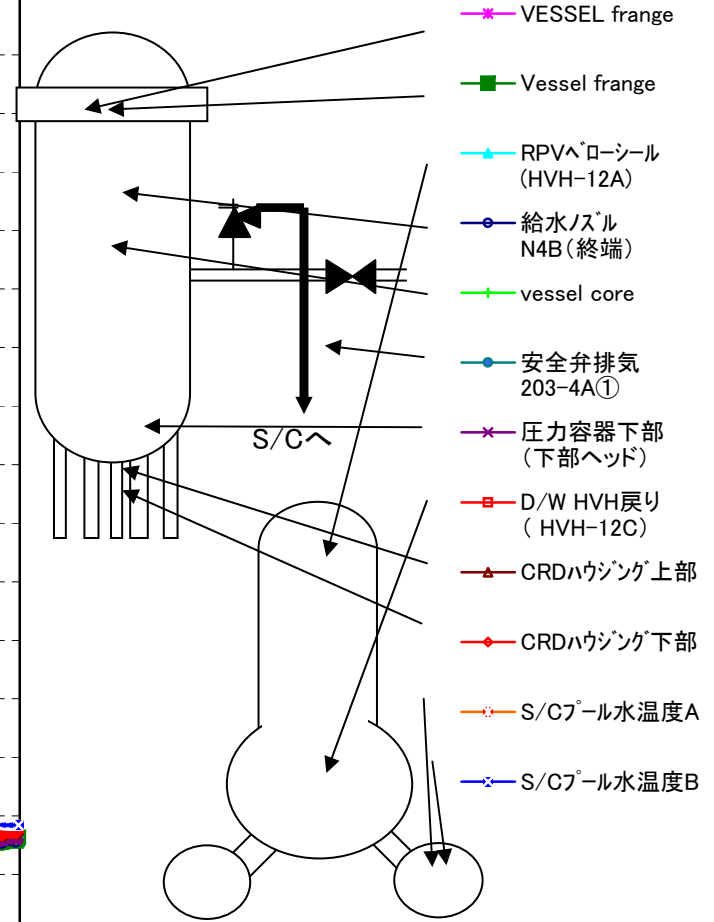 VESSEL frange
Vessel frange
RPVﾍﾞﾛｰシール
(HVH-12A)
給水ﾉｽﾞﾙ
N4B(終端)
vessel core
安全弁排気
203-4A①
圧力容器下部
(下部ヘッド)
D/W HVH戻り
( HVH-12C)
CRDﾊｳｼﾞﾝｸﾞ上部
CRDﾊｳｼﾞﾝｸﾞ下部
S/Cﾌﾟｰﾙ水温度A
S/Cﾌﾟｰﾙ水温度B
S/Cへ